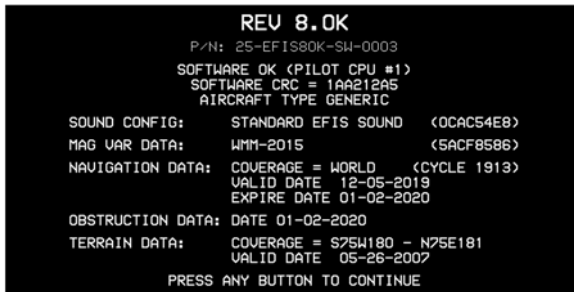 REV 8.0K
P/N: 25-EFIS80K-SW-0003
SOFTWARE OK (PILOT CPU #1)
SOFTWARE CRC = 1AA212A5
AIRCRAFT TYPE GENERIC
SOUND CONFIG: STANDARD EFIS SOUND (0CAC54E8)
MAG VAR DATA: WMM-2015 (5ACF8586)
NAVIGATION DATA: COVERAGE = WORLD (CYCLE 1913)
VALID DATE 12-05-2019
EXPIRE DATE 01-02-2020
OBSTRUCTION DATA: DATE 01-02-2020
TERRAIN DATA: COVERAGE = S75W180 - N75E181
VALID DATE 05-26-2007
PRESS ANY BUTTON TO CONTINUE